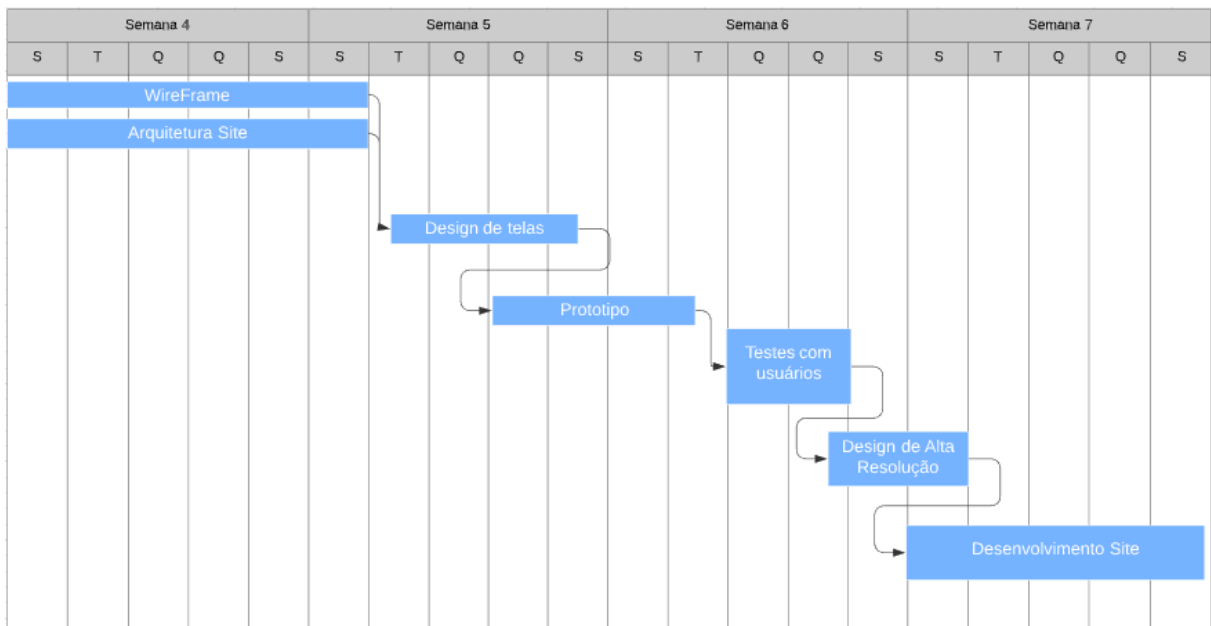 Semana 4 Semana 5 Semana 6 Semana 7
S T Q Q S S T Q Q S S T Q Q S S T Q Q S
WireFrame
Arquitetura Site
Design de telas
Prototipo
Testes com
usuários
Design de Alta
Resolução
Desenvolvimento Site